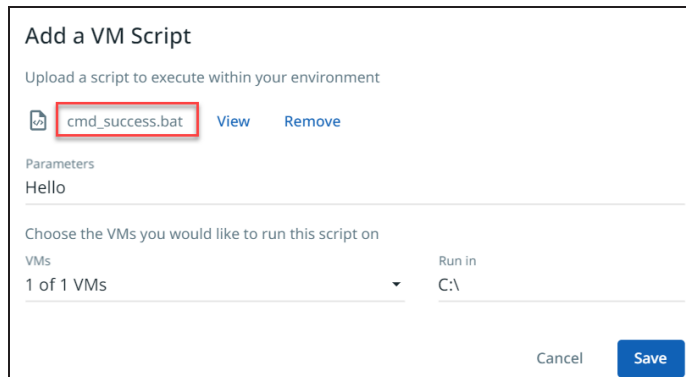 Add a VM Script
Upload a script to execute within your environment
cmd_success.bat View Remove
Parameters
Hello
Choose the VMs you would like to run this script on
VMs Run in
1 of 1 VMs C:\
Cancel Save